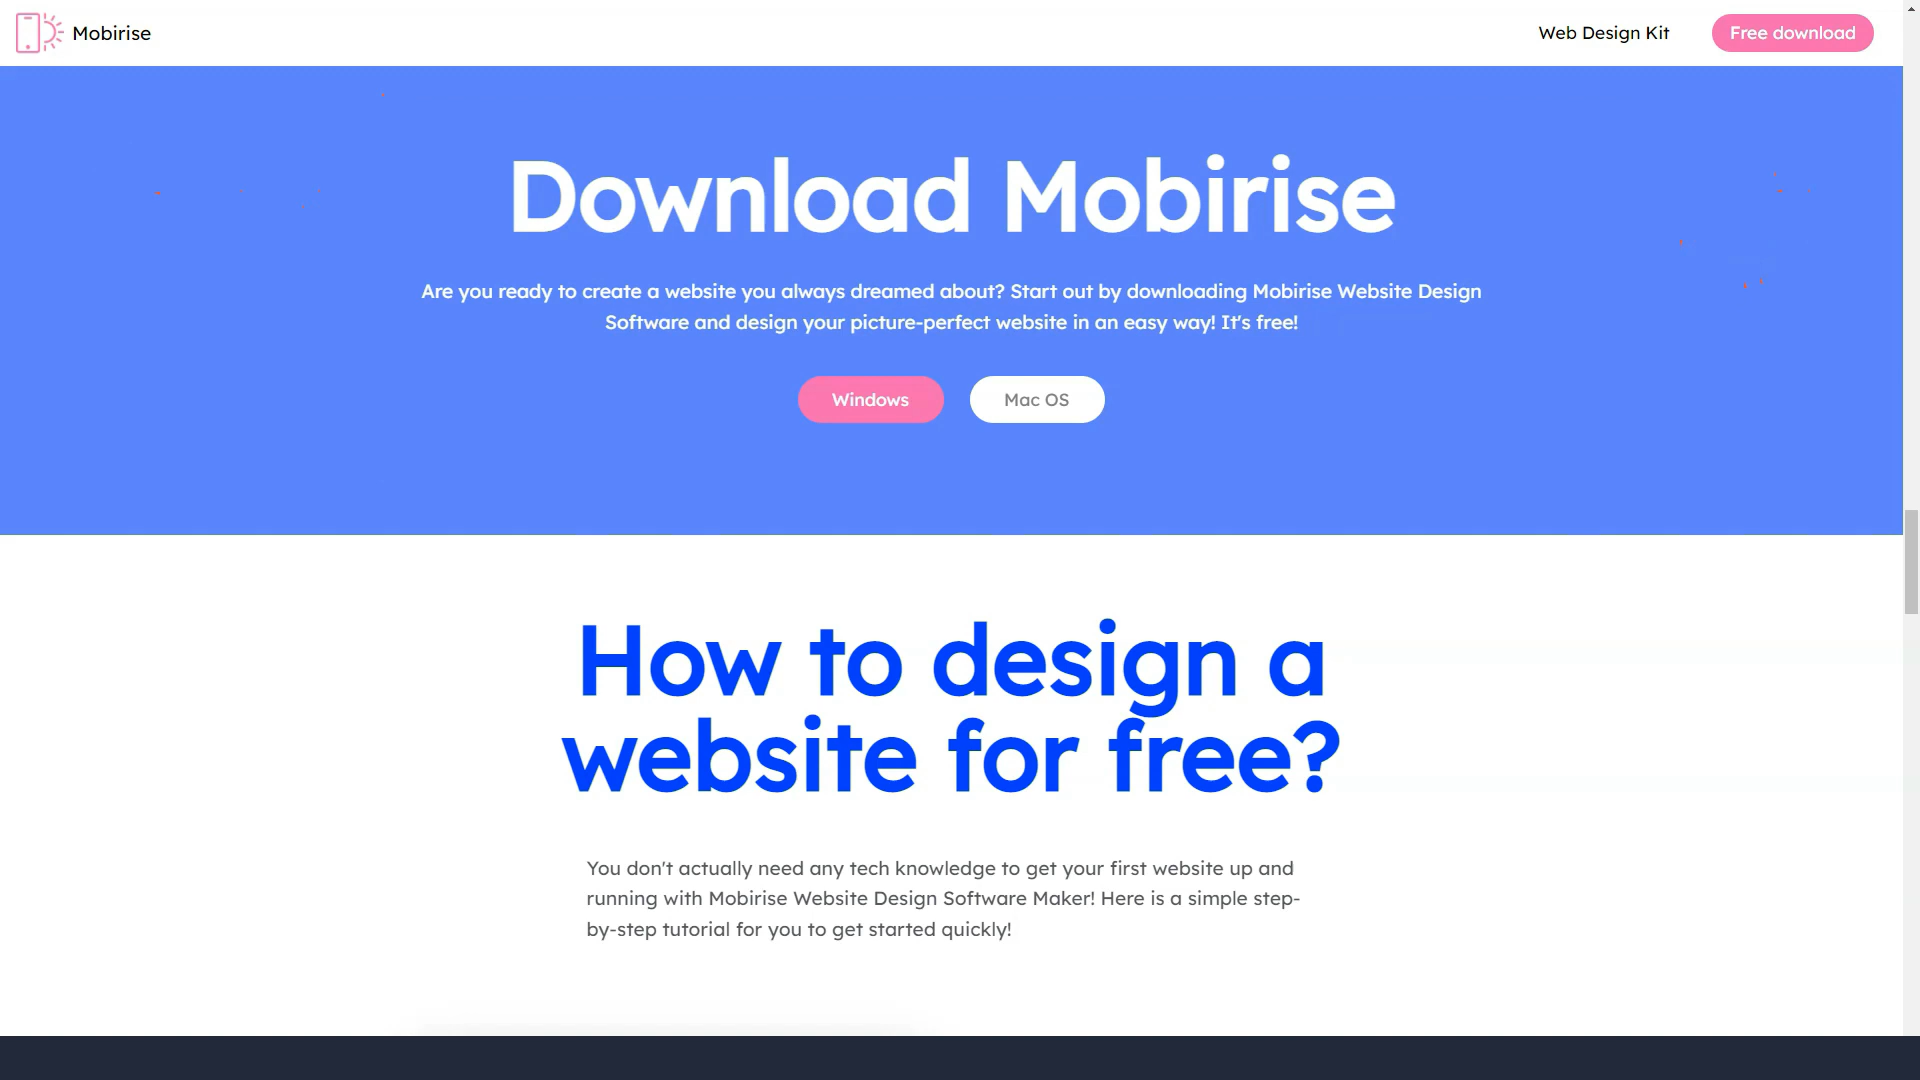 Mobirise
Web Design Kit
Free download
Download Mobirise
Are you ready to create a website you always dreamed about? Start out by downloading Mobirise Website Design
Software and design your picture-perfect website in an easy way! It's free!
Windows
Mac OS
How to design a
website for free?
You don't actually need any tech knowledge to get your first website up and
running with Mobirise Website Design Software Maker! Here is a simple step-
by-step tutorial for you to get started quickly!